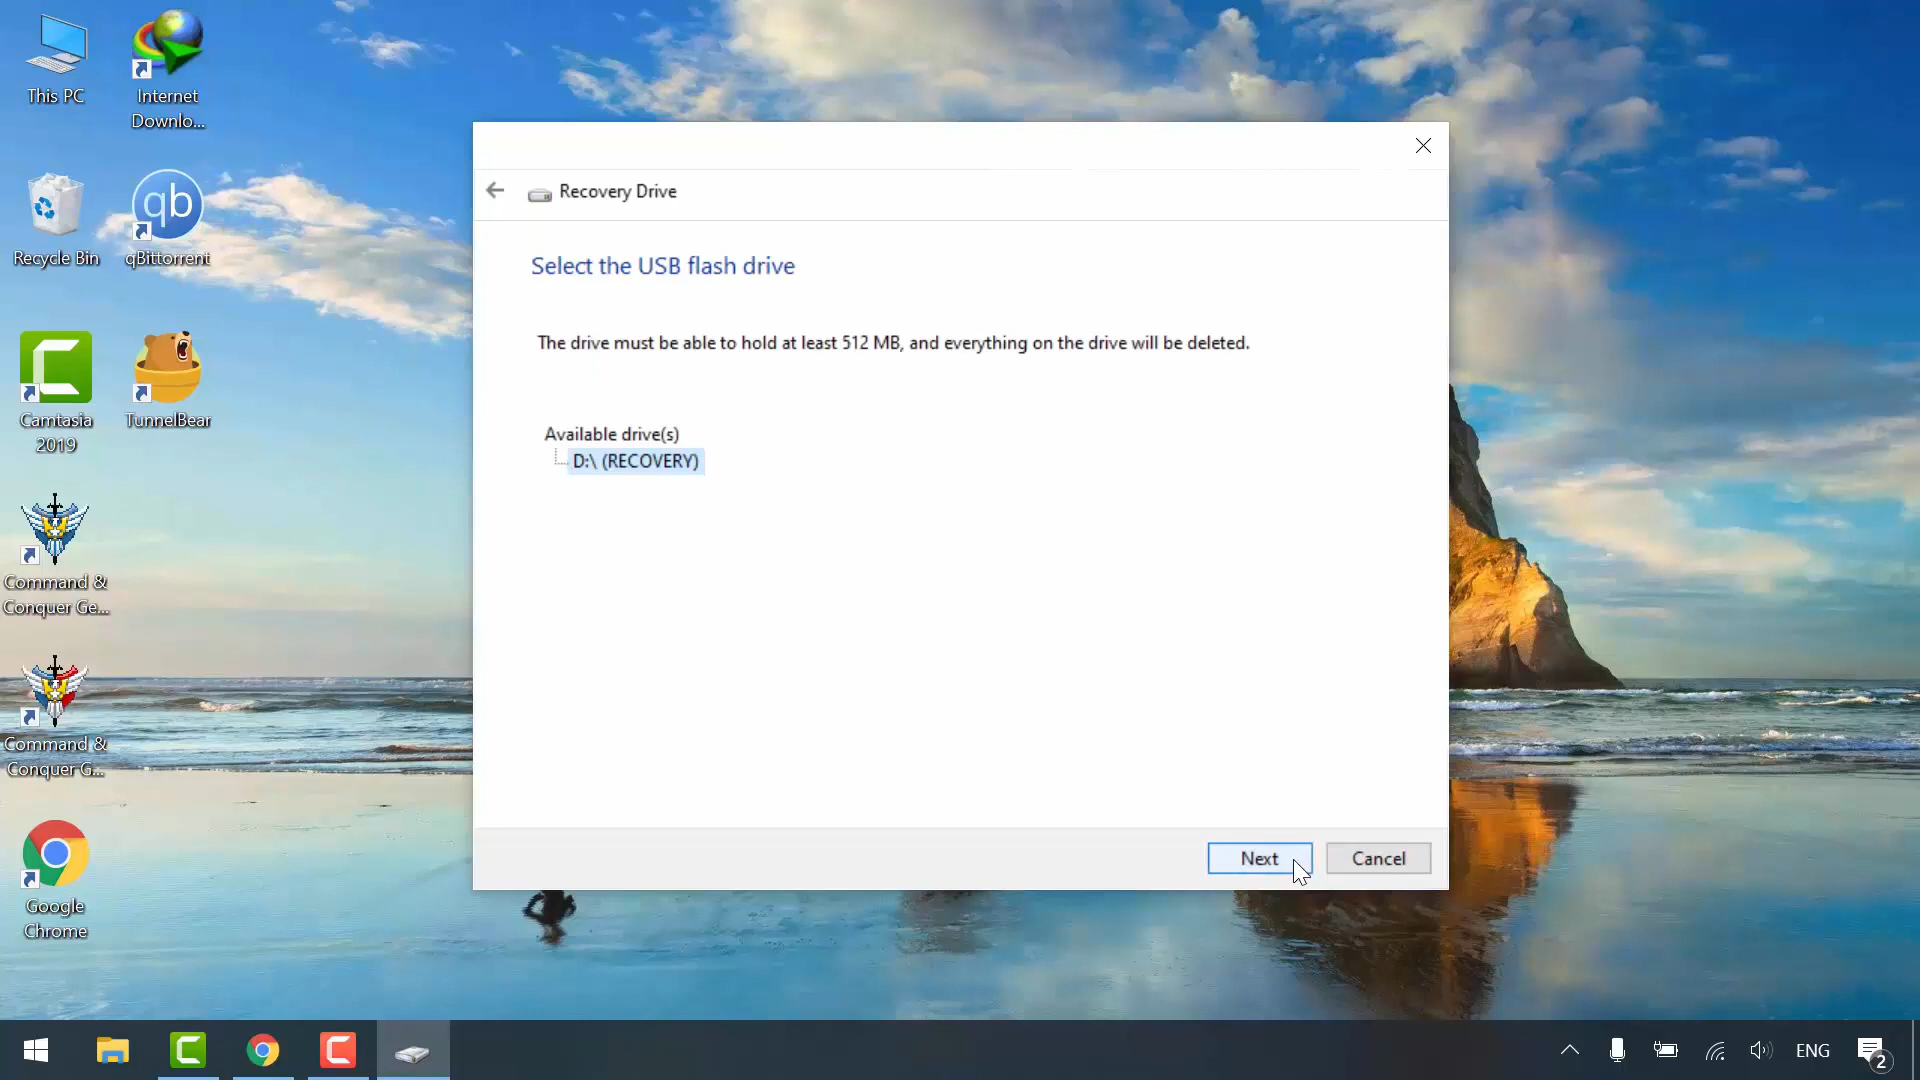 This PC
Internet
Downlo...
Recycle Bin
qb
qBittorrent
Camtasia
2019
TunnelBear
Command &
Conquer Ge...
Command &
Conquer G...
Google
Chrome
Recovery Drive
Select the USB flash drive
The drive must be able to hold at least 512 MB, and everything on the drive will be deleted.
Available drive(s)
D:\ (RECOVERY)
Next
Cancel
ENG
2